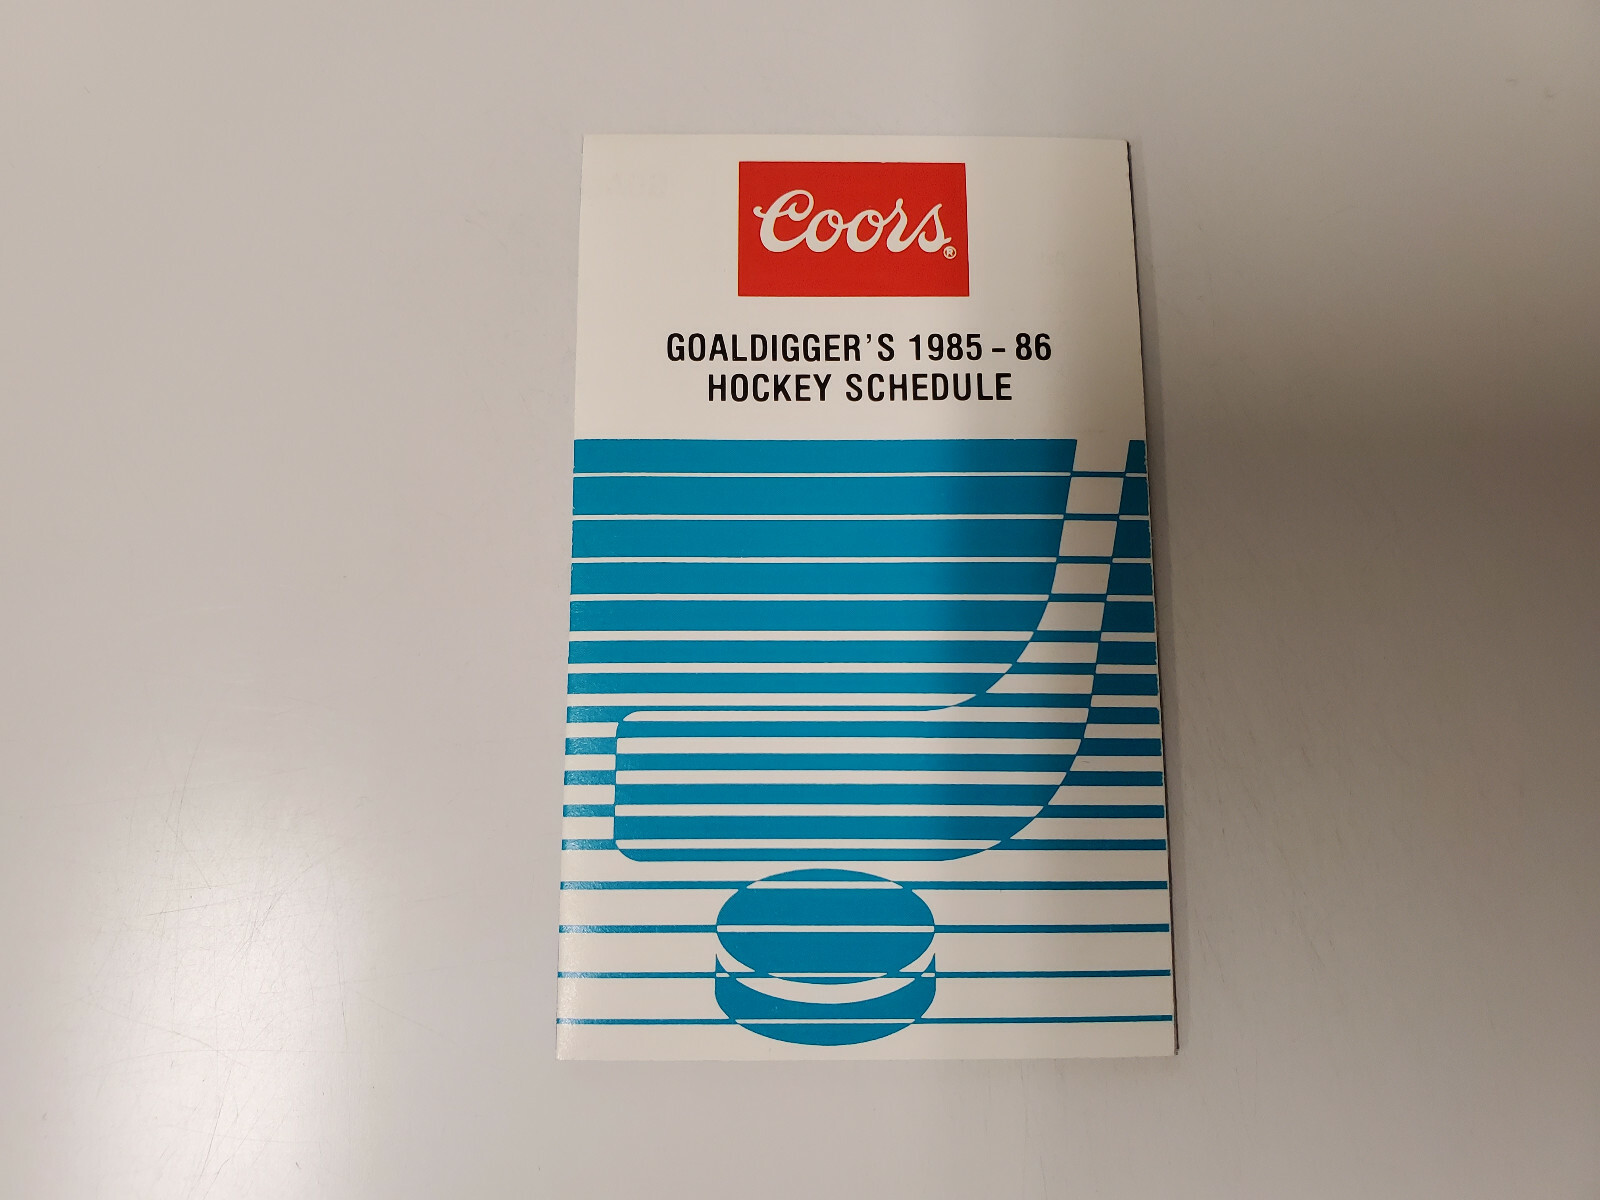 Coors®
GOALDIGGER'S 1985-86
HOCKEY SCHEDULE